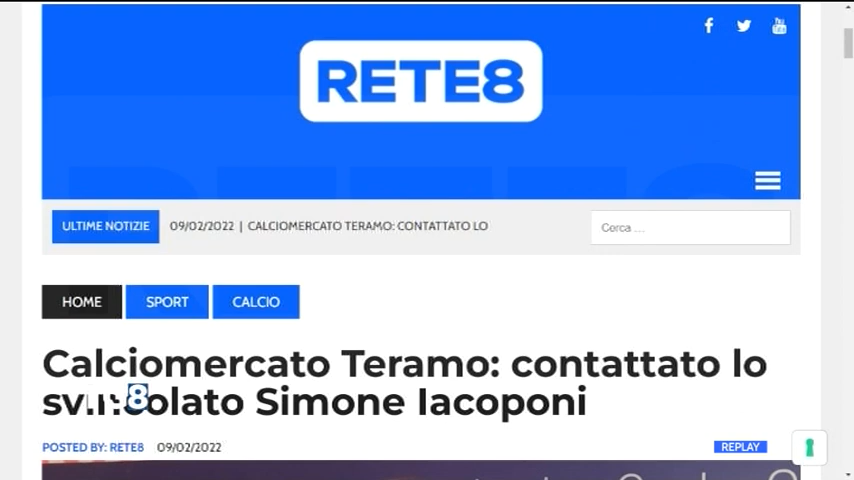 RETE8
ULTIME NOTIZIE 09/02/2022 | CALCIOMERCATO TERAMO: CONTATTATO LO
Cerca ...
HOME SPORT CALCIO
Calciomercato Teramo: contattato lo
Simone Iacoponi
POSTED BY: RETE8 09/02/2022 REPLAY